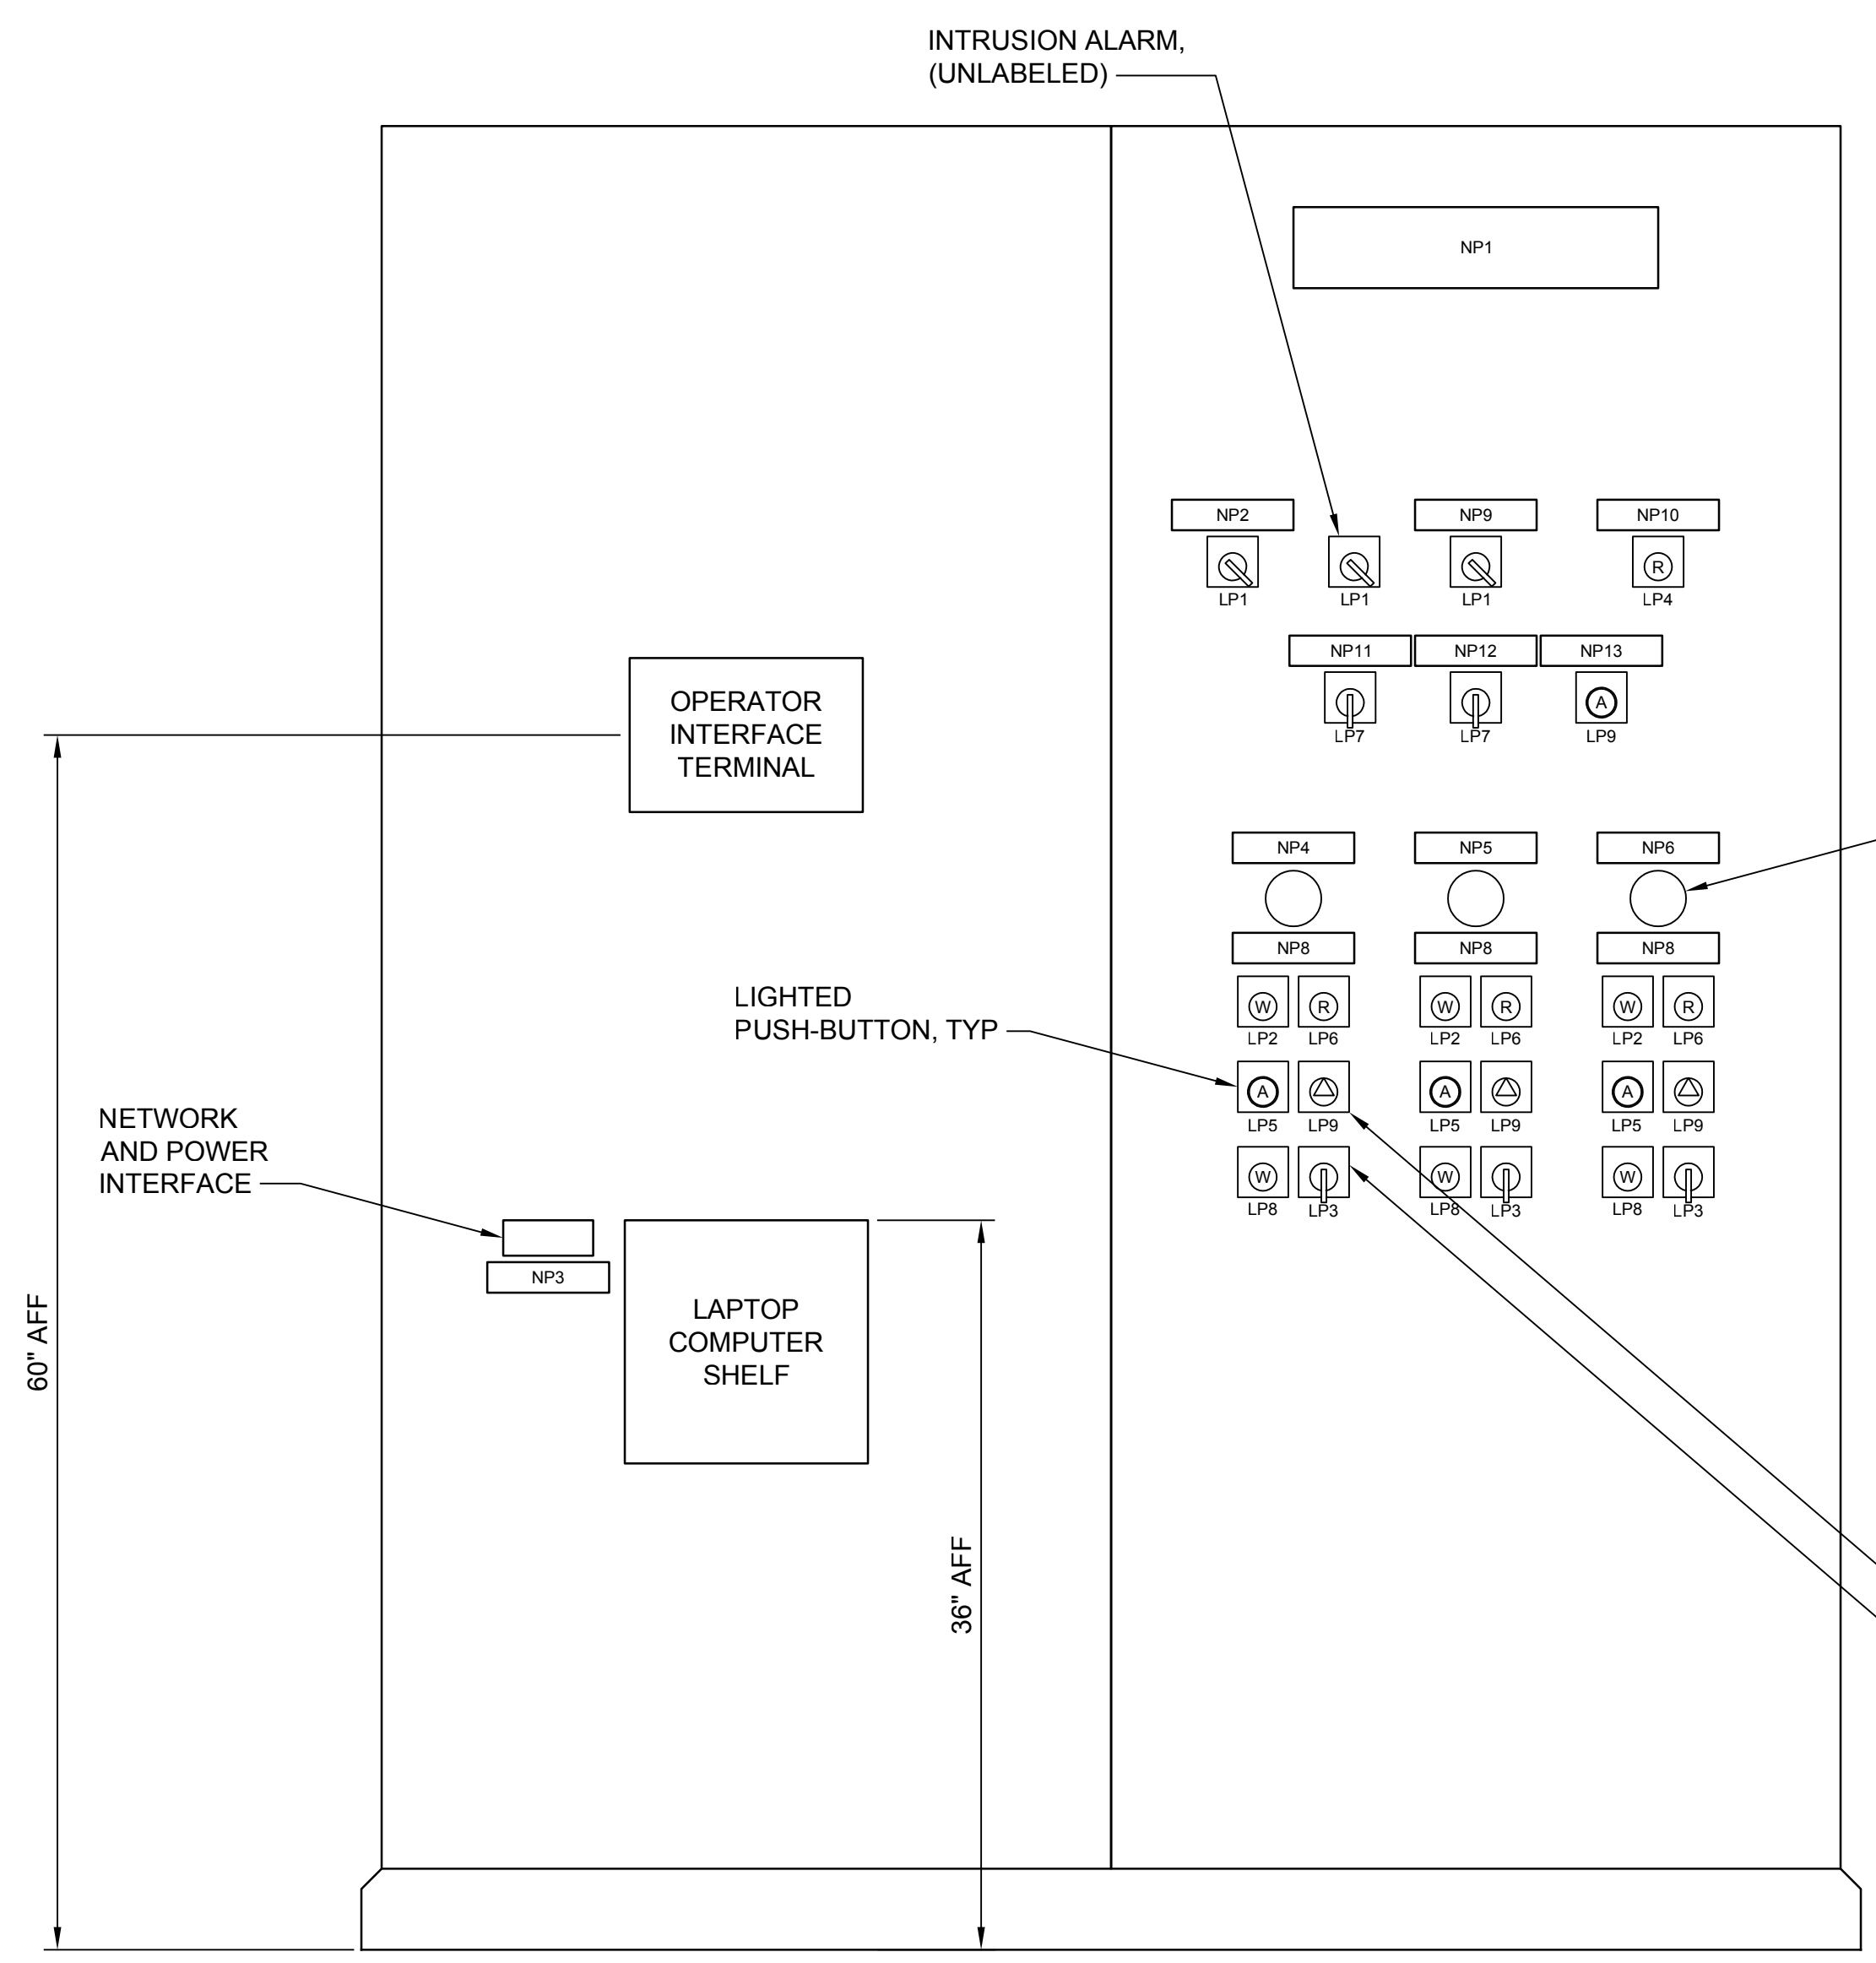 INTRUSION ALARM,
(UNLABELED)
NP1
NP2
NP9
NP10
R
LP1
LP1
LP1
LP4
NP11
NP12
NP13
A
LP7
LP7
LP9
OPERATOR
INTERFACE
TERMINAL
NP4
NP5
NP6
NP8
NP8
NP8
LIGHTED
PUSH-BUTTON, TYP
W R W R W R
LP2 LP6 LP2 LP6 LP2 LP6
A A A
LP5 LP9 LP5 LP9 LP5 LP9
W W W
LP8 LP3 LP8 LP3 LP8 LP3
NETWORK
AND POWER
INTERFACE
NP3
LAPTOP
COMPUTER
SHELF
60" AFF
36" AFF